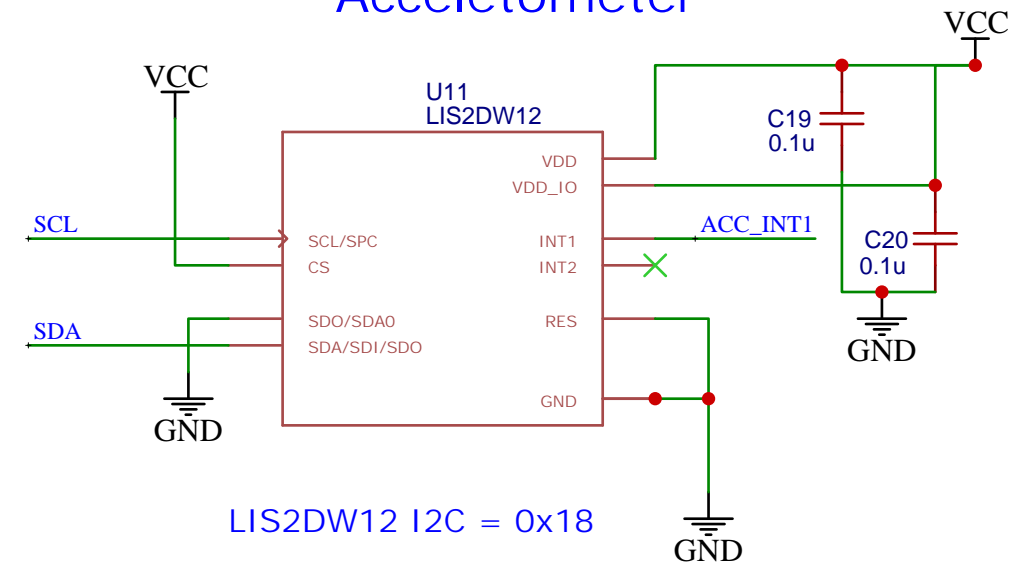 Acceletometer
VCC
VCC
U11
LIS2DW12
C19
0.1u
VDD
VDD_IO
SCL
SCL/SPC
INT1
ACC_INT1
CS
INT2
C20
0.1u
SDA
SDO/SDA0
RES
SDA/SDI/SDO
GND
GND
GND
LIS2DW12 I2C = 0x18
GND